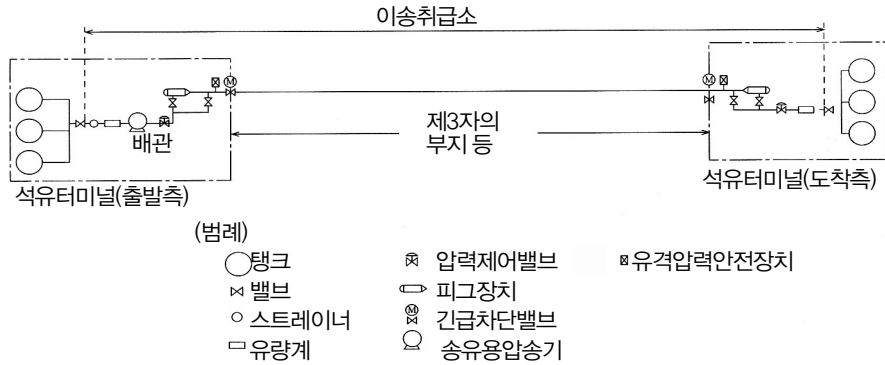 이송취급소
제3자의
부지 등
배관
석유터미널(출발측)
석유터미널(도착측)
(범례)
탱크
압력제어밸브
유격압력안전장치
밸브
피그장치
스트레이너
긴급차단밸브
유량계
송유용압송기
M
M
M